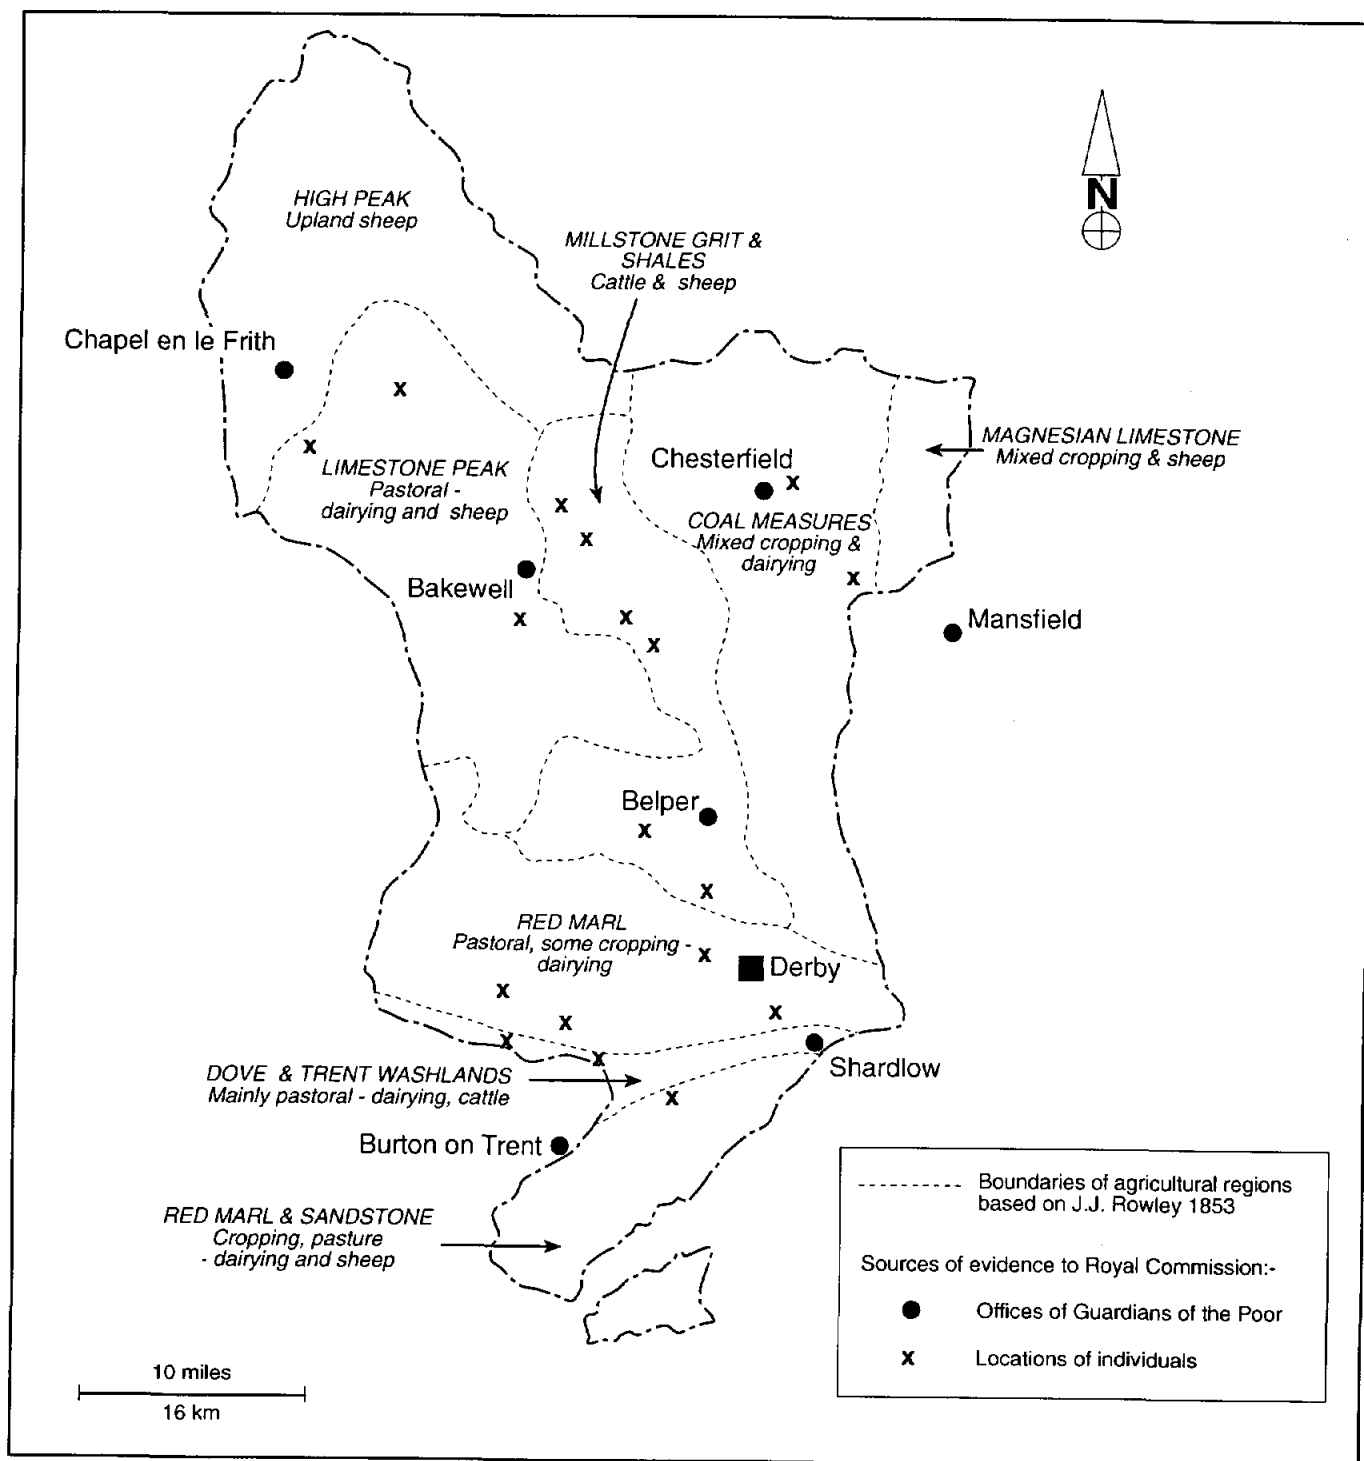 HIGH PEAK
Upland sheep
N
MILLSTONE GRIT &
SHALES
Cattle & sheep
Chapel en le Frith
MAGNESIAN LIMESTONE
Mixed cropping & sheep
Chesterfield
x
x
x
LIMESTONE PEAK
Pastoral -
dairying and sheep
x
x
COAL MEASURES
Mixed cropping &
dairying
x
Bakewell
x
x
x
Mansfield
Belper
x
x
RED MARL
Pastoral, some cropping -
dairying
x
Derby
x
x
x
x
x
Shardlow
DOVE & TRENT WASHLANDS
Mainly pastoral - dairying, cattle
x
Burton on Trent
RED MARL & SANDSTONE
Cropping, pasture
- dairying and sheep
Boundaries of agricultural regions
based on J.J. Rowley 1853
Sources of evidence to Royal Commission:-
Offices of Guardians of the Poor
x Locations of individuals
10 miles
16 km